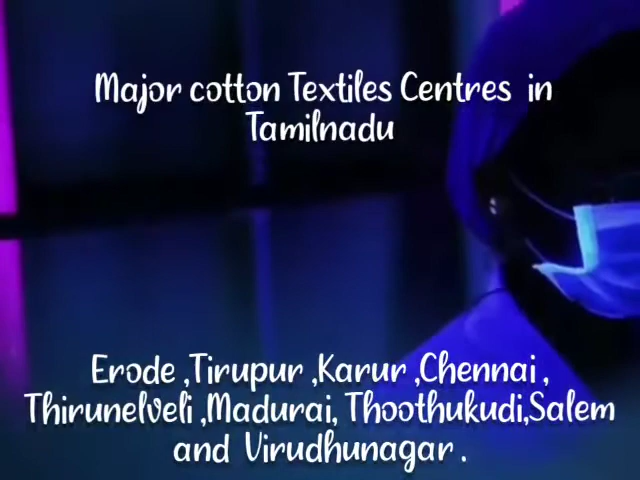 Major cotton Textiles Centres in
Tamilnadu
Erode ,Tirupur ,Karur ,Chennai ,
Thirunelveli ,Madurai, Thoothukudi,Salem
and Virudhunagar .